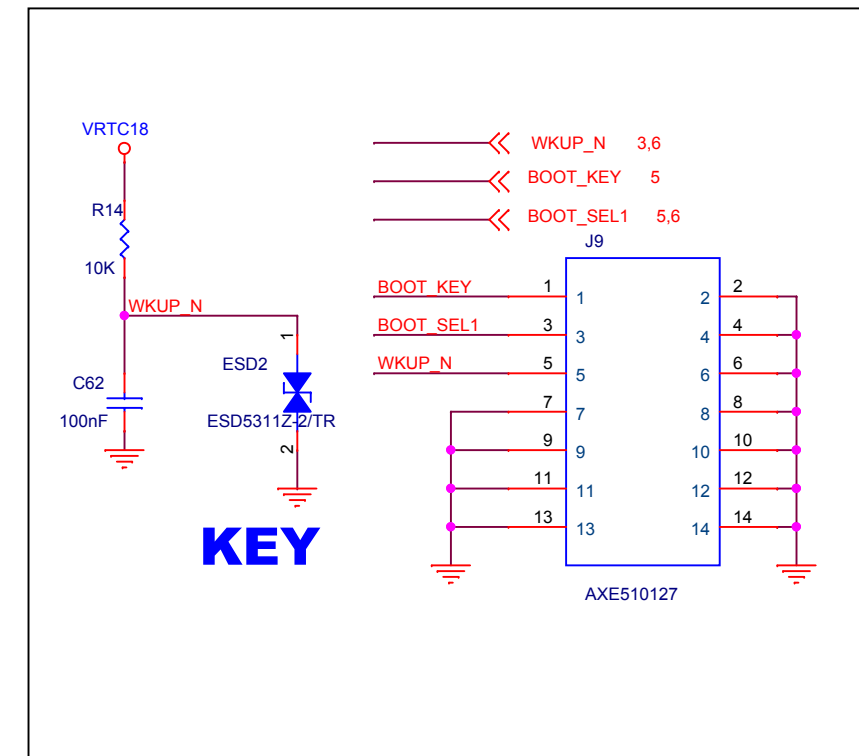 VRTC18
WKUP_N 3,6
BOOT_KEY 5
R14
BOOT_SEL1 5,6
J9
10K
BOOT_KEY 1 1 2 2
WKUP_N
BOOT_SEL1 3 3 4 4
1
ESD2
WKUP_N 5 5 6 6
C62
100nF
ESD5311Z-2/TR
7 7 8 8
2
9 9 10 10
11 11 12 12
13 13 14 14
KEY
AXE510127